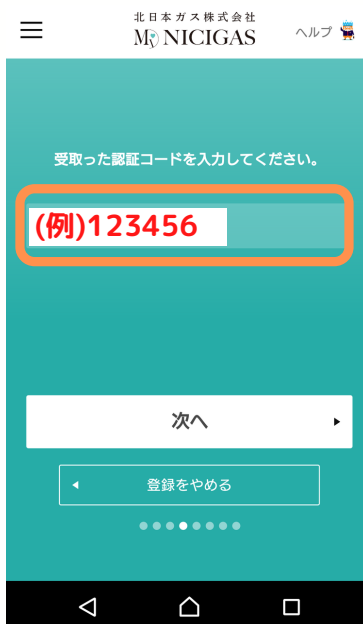 北日本ガス株式会社
My NICIGAS
ヘルプ
受取った認証コードを入力してください。
(例)123456
次へ
登録をやめる